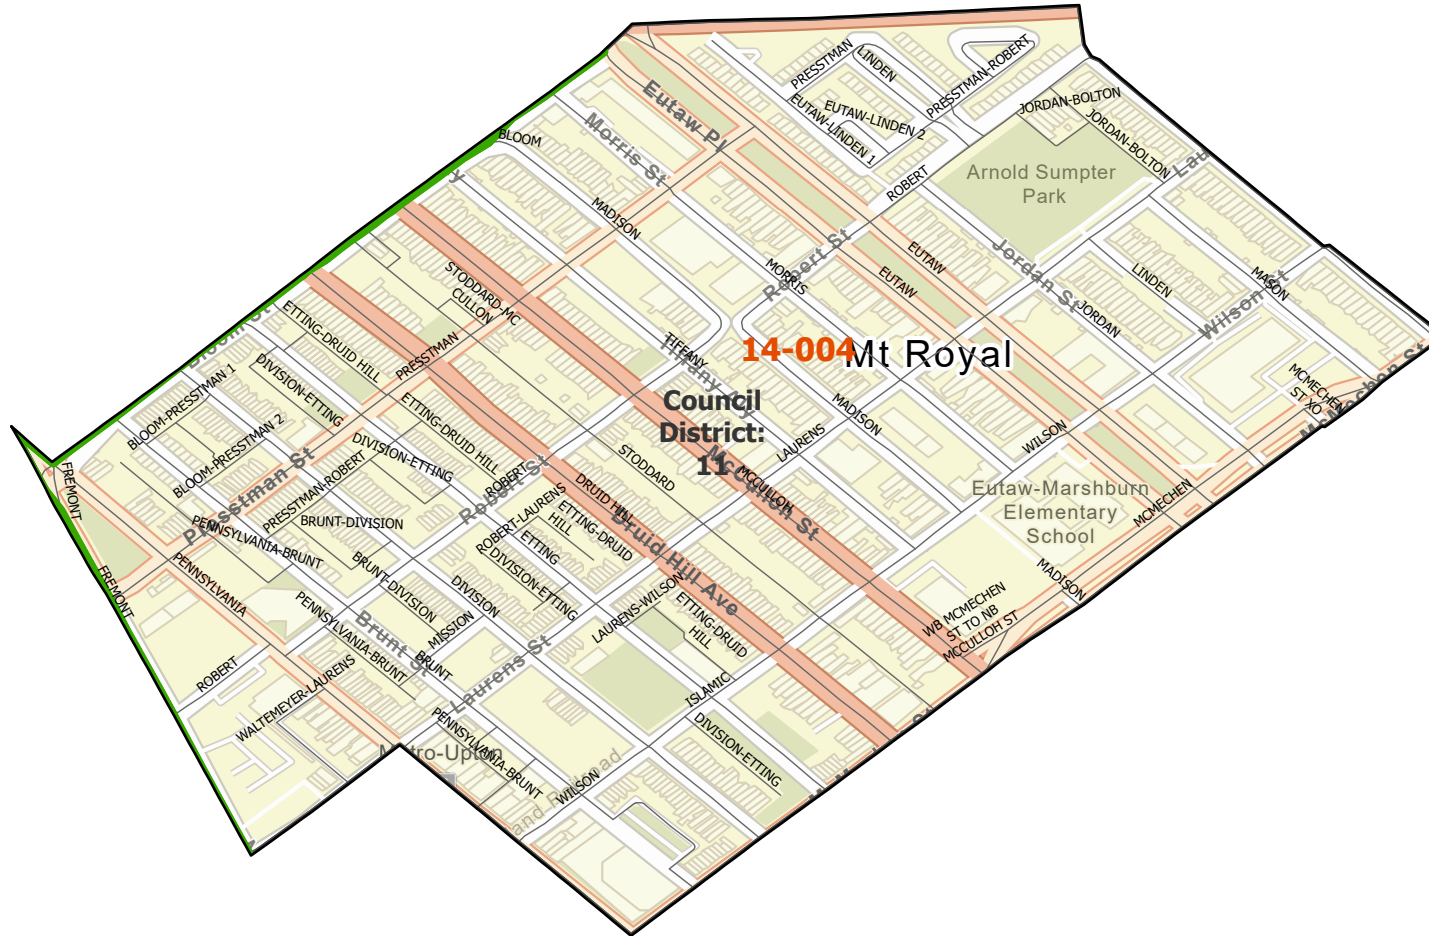 PRESSTMAN
LINDEN
PRESSTMAN-ROBERT
Eutaw Pl
EUTAW-LINDEN 1
EUTAW-LINDEN 2
JORDAN-BOLTON
JORDAN-BOLTON
BLOOM
Morris St
Lau
Arnold Sumpter
Park
ROBERT
MADISON
Robert St
EUTAW
EUTAW
Jordan St
MORRIS
LINDEN
MASON
Wilson St
STODDARD-MC
CULLON
ETTING-DRUID HILL
Bloom St
PRESSTMAN
TIFFANY
Tiffany
14-004
Mt Royal
JORDAN
MCMECHEN
ST XO
McMechen St
Council
District:
11
BLOOM-PRESSTMAN 1
DIVISION-ETTING
ETTING-DRUID HILL
MADISON
LAURENS
WILSON
BLOOM-PRESSTMAN 2
DIVISION-ETTING
STODDARD
McCulloh St
MCCULLOH
Eutaw-Marshburn
Elementary
School
MCMECHEN
FREMONT
Presstman St
PRESSTMAN-ROBERT
Robert St
ROBERT
DRUID HILL
Druid Hill Ave
PENNSYLVANIA-BRUNT
BRUNT-DIVISION
ROBERT-LAURENS
ETTING-DRUID
HILL
ETTING
DIVISION-ETTING
FREMONT
PENNSYLVANIA
PENNSYLVANIA-BRUNT
BRUNT-DIVISION
DIVISION
MISSION
LAURENS-WILSON
ETTING-DRUID
HILL
MADISON
WB MCMECHEN
ST TO NB
MCCULLOH ST
Brunt St
BRUNT
Laurens St
ROBERT
WALTEMEYER-LAURENS
ISLAMIC
St
DIVISION-ETTING
Metro-Upton
PENNSYLVANIA-BRUNT
WILSON
and Railroad